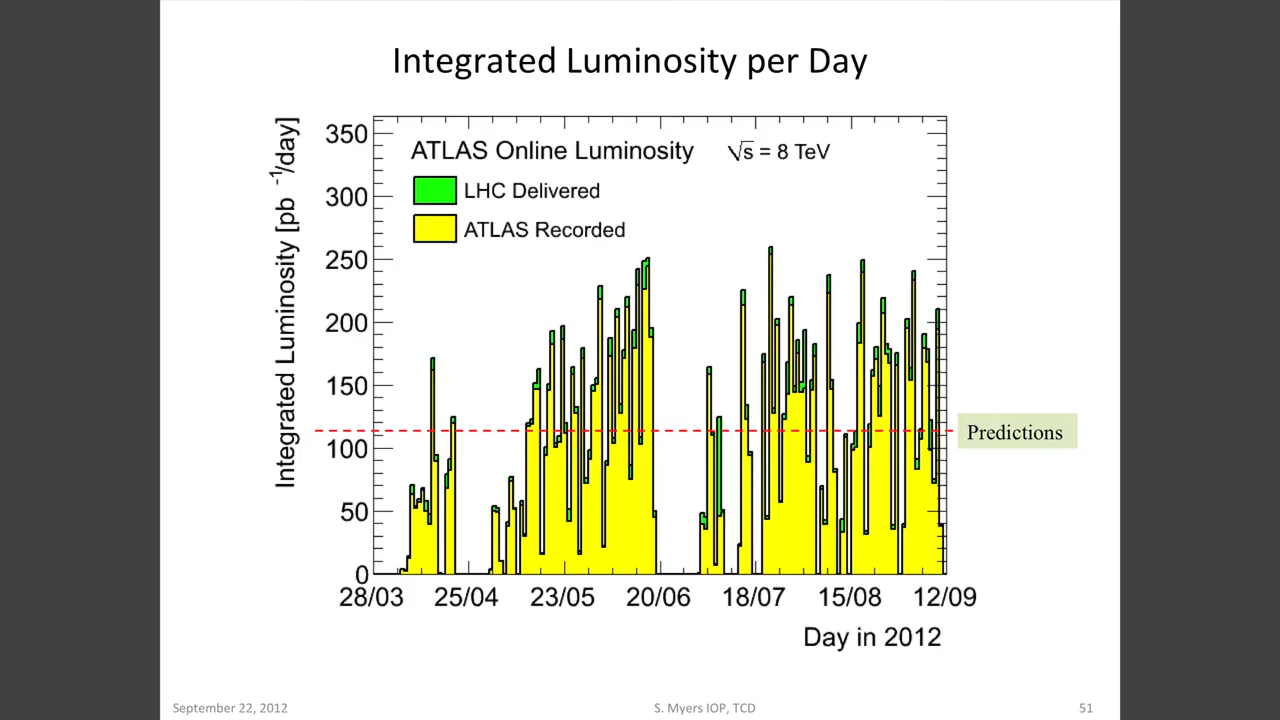 Integrated Luminosity per Day
Integrated Luminosity [pb -1/day]
350
300
250
200
150
100
50
0
ATLAS Online Luminosity √s = 8 TeV
LHC Delivered
ATLAS Recorded
Predictions
28/03 25/04 23/05 20/06 18/07 15/08 12/09
Day in 2012
September 22, 2012 S. Myers IOP, TCD 51